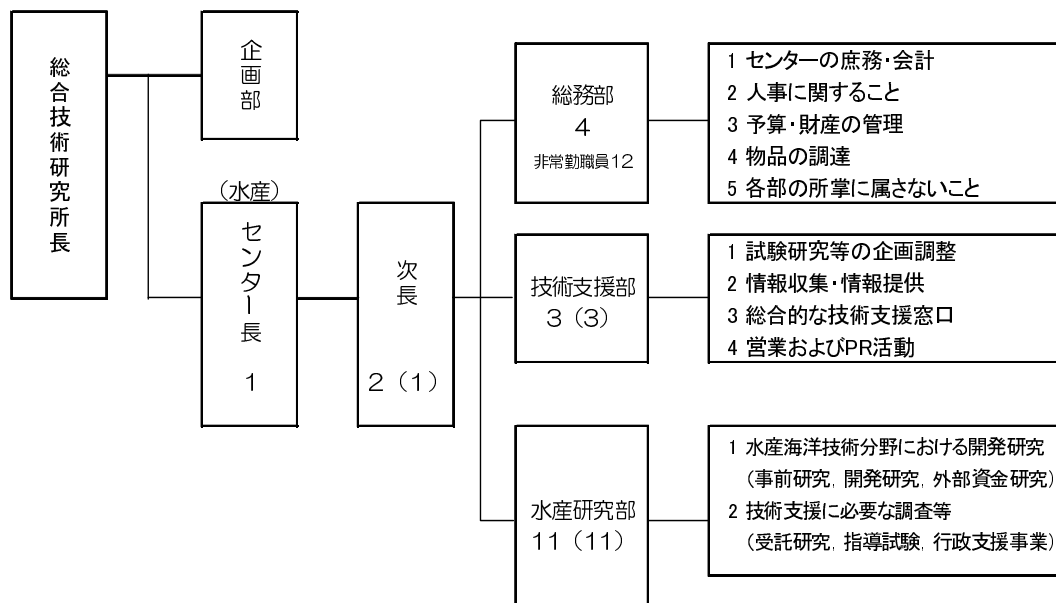 総合技術研究所長
企画部
（水産）
センター長
1
次長
2（1）
総務部
4
非常勤職員12
1 センターの庶務・会計
2 人事に関すること
3 予算・財産の管理
4 物品の調達
5 各部の所掌に属さないこと
技術支援部
3（3）
1 試験研究等の企画調整
2 情報収集・情報提供
3 総合的な技術支援窓口
4 営業およびPR活動
水産研究部
11（11）
1 水産海洋技術分野における開発研究
（事前研究，開発研究，外部資金研究）
2 技術支援に必要な調査等
（受託研究，指導試験，行政支援事業）